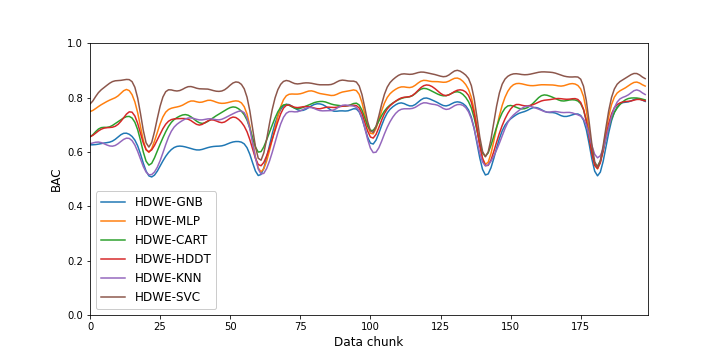 1.0
0.8
0.6
0.4
0.2
0.0
BAC
HDWE-GNB
HDWE-MLP
HDWE-CART
HDWE-HDDT
HDWE-KNN
HDWE-SVC
0 25 50 75 100 125 150 175
Data chunk